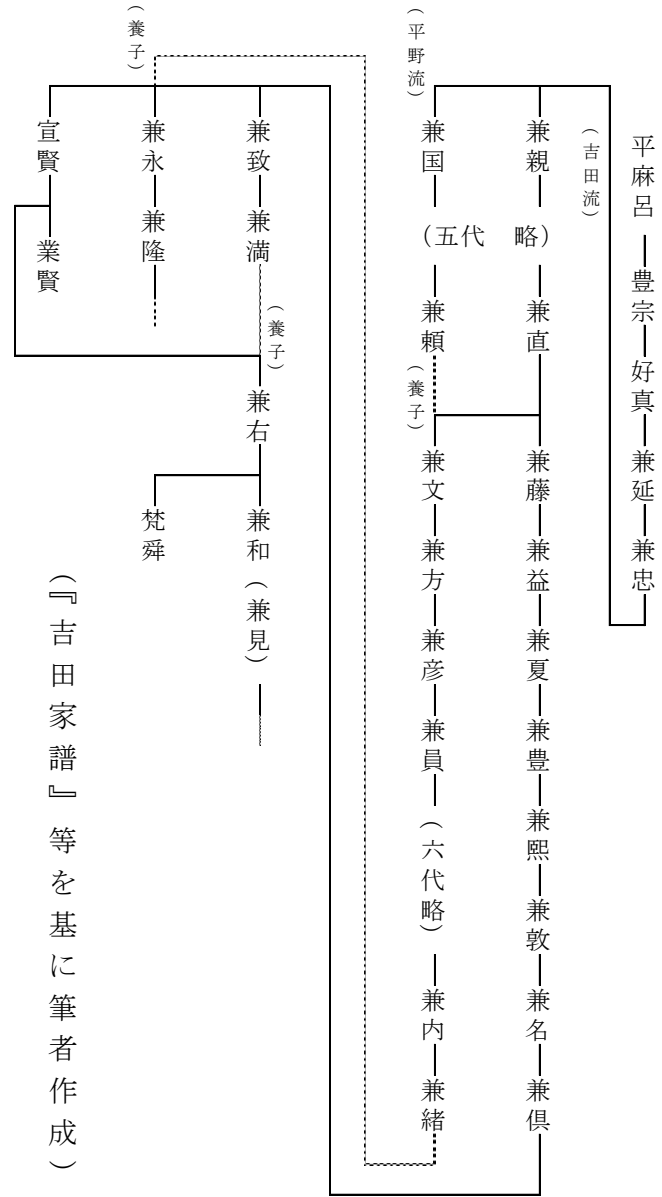 平麻呂 豊宗 好真 兼延 兼忠
（吉田流）
兼親 （五代　略） 兼直 兼藤 兼益 兼夏 兼豊 兼熙 兼敦 兼名 兼倶
（平野流）
兼国 兼頼 （養子） 兼文 兼方 兼彦 兼員 （六代略） 兼内 兼緒
兼致 兼満 （養子） 兼右 兼和（兼見）
（養子）
兼永 兼隆 梵舜
宣賢 業賢
（『吉田家譜』等を基に筆者作成）